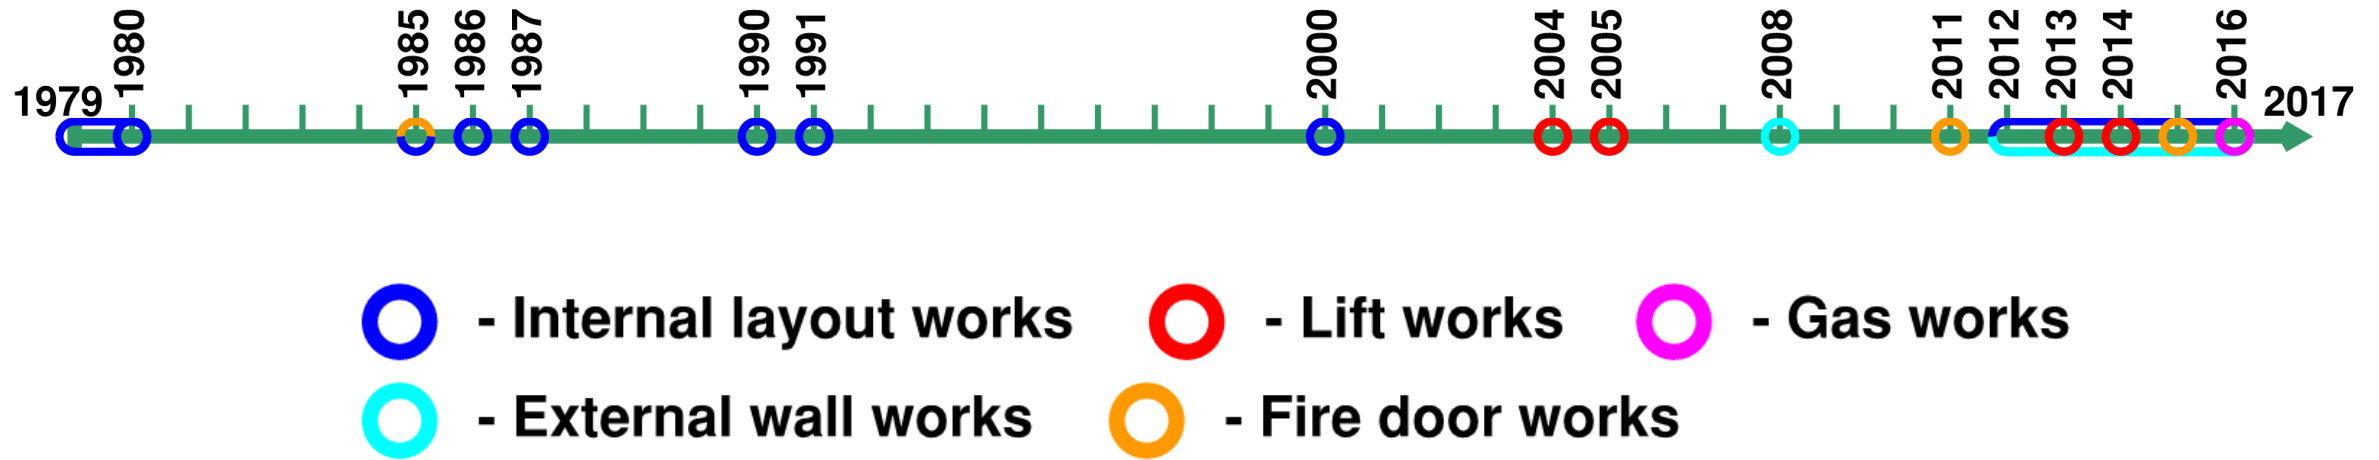 1979 1980 1985 1986 1987 1990 1991 2000 2004 2005 2008 2011 2012 2013 2014 2016 2017
- Internal layout works - Lift works - Gas works
- External wall works - Fire door works